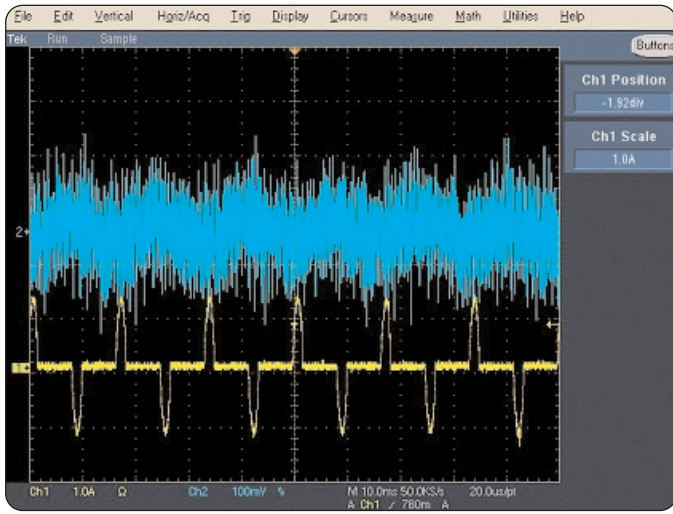 File Edit Vertical Horiz/Acq Trig Display Cursors Measure Math Utilities Help
Tek Run Sample
Buttons
Ch1 Position
-1.92div
Ch1 Scale
1.0A
2
Ch1 1.0A Ω Ch2 100mV M 10.0ms 50.0KS/s 20.0us/pt
A Ch1 780m A